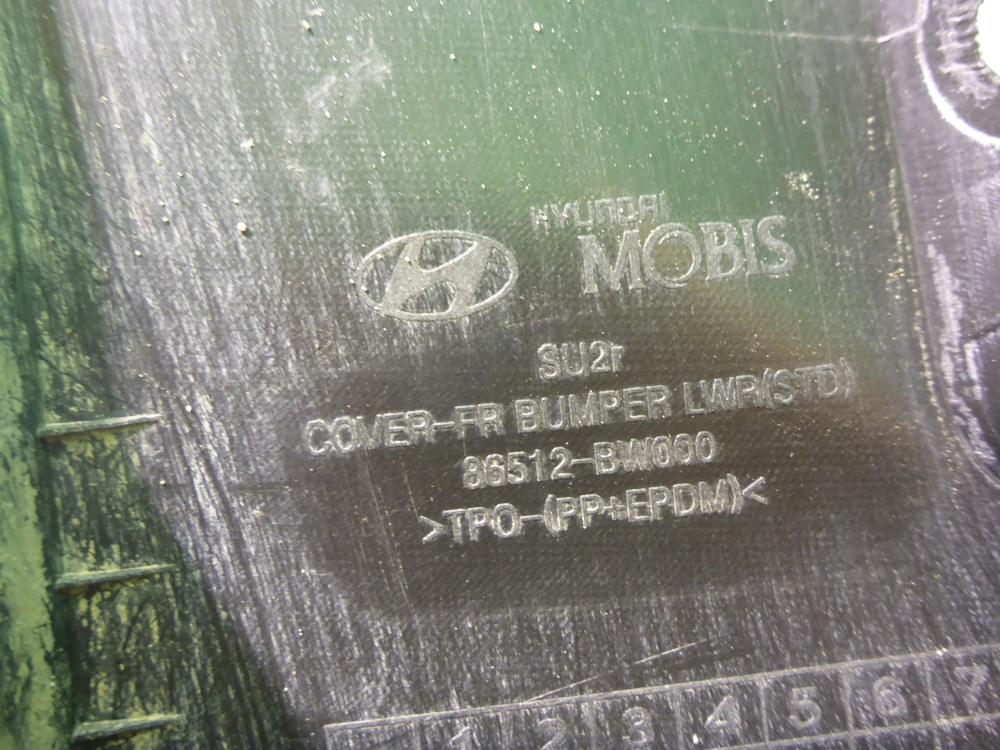 HYUNDAI
MOBIS
SU2r
COVER-FR BUMPER LWR(STD)
86512-BW000
>TPO-(PP+EPDM)<
1 2 3 4 5 6 7